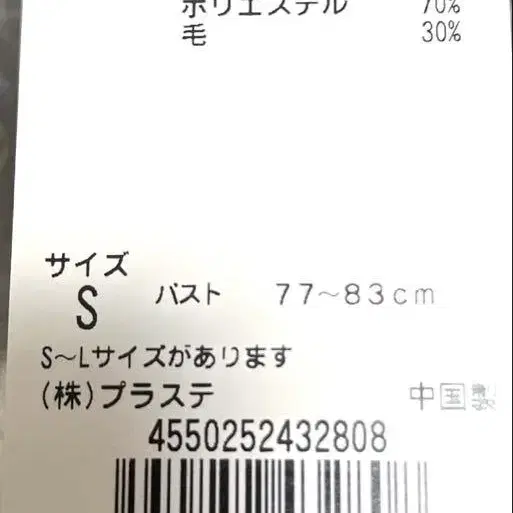 ポリエステル 70%
毛 30%
サイズ
S バスト 77～83cm
S～Lサイズがあります
(株)プラステ 中国製
4550252432808